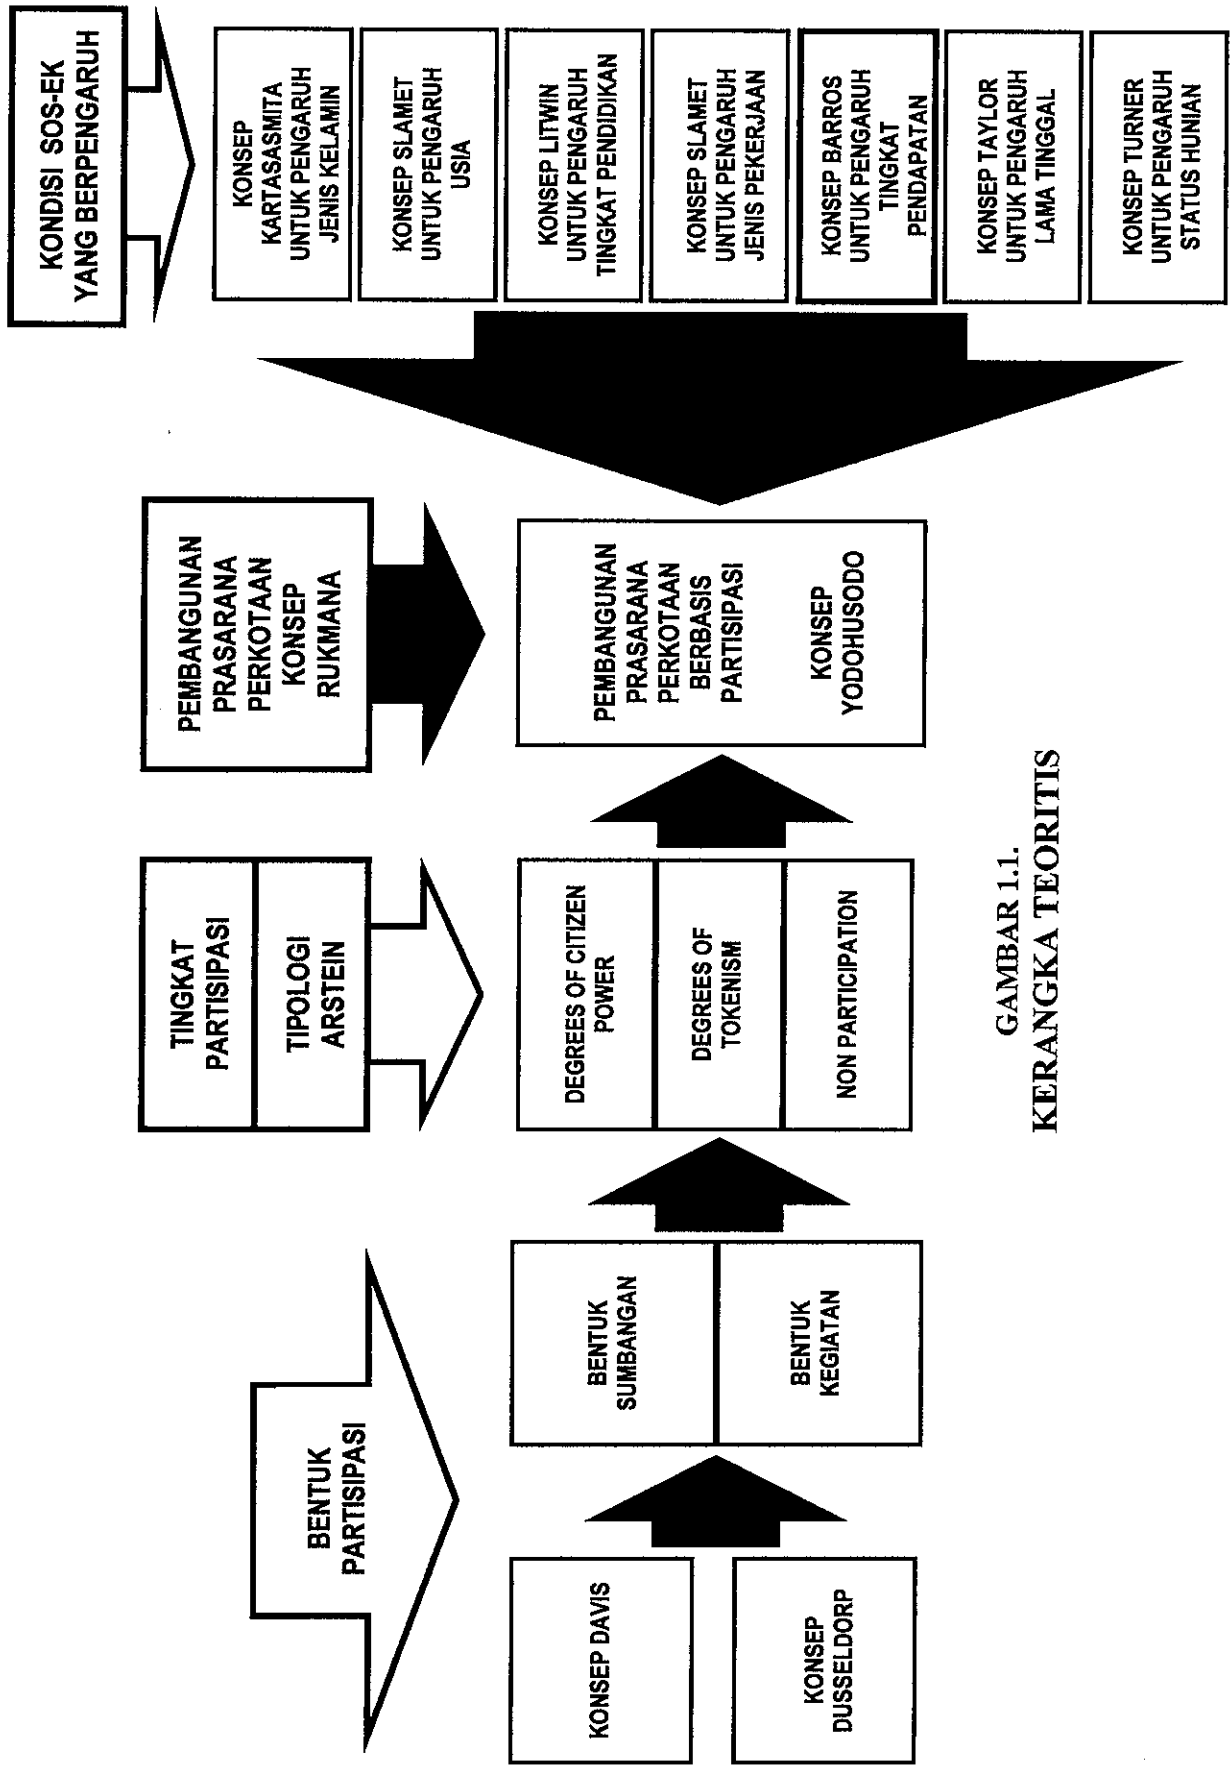 BENTUK
PARTISIPASI
TINGKAT
PARTISIPASI
TIPOLOGI
ARSTEIN
PEMBANGUNAN
PRASARANA
PERKOTAAN
KONSEP
RUKMANA
KONDISI SOS-EK
YANG BERPENGARUH
KONSEP DAVIS
KONSEP
DUSSELDORP
BENTUK
SUMBANGAN
BENTUK
KEGIATAN
DEGREES OF CITIZEN
POWER
DEGREES OF
TOKENISM
NON PARTICIPATION
PEMBANGUNAN
PRASARANA
PERKOTAAN
BERBASIS
PARTISIPASI
KONSEP
YODOHUSODO
KONSEP
KARTASASMITA
UNTUK PENGARUH
JENIS KELAMIN
KONSEP SLAMET
UNTUK PENGARUH
USIA
KONSEP LITWIN
UNTUK PENGARUH
TINGKAT PENDIDIKAN
KONSEP SLAMET
UNTUK PENGARUH
JENIS PEKERJAAN
KONSEP BARROS
UNTUK PENGARUH
TINGKAT
PENDAPATAN
KONSEP TAYLOR
UNTUK PENGARUH
LAMA TINGGAL
KONSEP TURNER
UNTUK PENGARUH
STATUS HUNIAN
GAMBAR 1.1.
KERANGKA TEORITIS